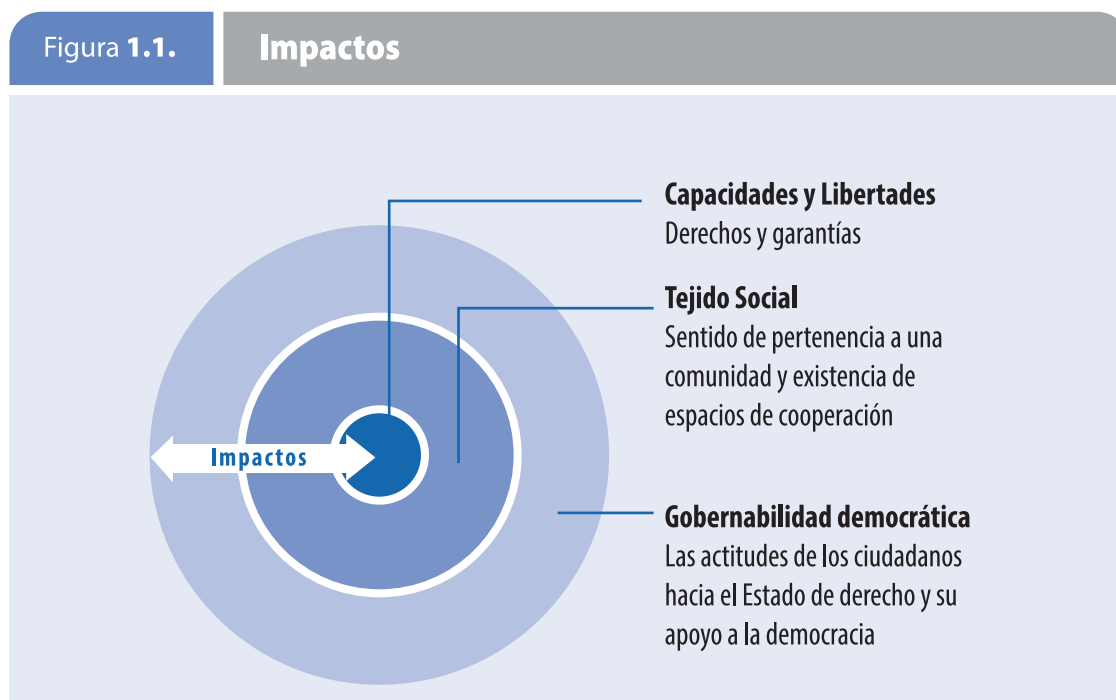 Figura 1.1.
Impactos
Capacidades y Libertades
Derechos y garantías
Tejido Social
Sentido de pertenencia a una
comunidad y existencia de
espacios de cooperación
Impactos
Gobernabilidad democrática
Las actitudes de los ciudadanos
hacia el Estado de derecho y su
apoyo a la democracia